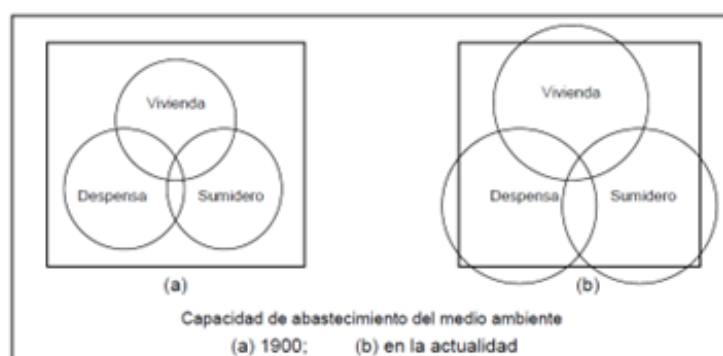 Vivienda
Despensa
Sumidero
(a)
Vivienda
Despensa
Sumidero
(b)
Capacidad de abastecimiento del medio ambiente
(a) 1900; (b) en la actualidad